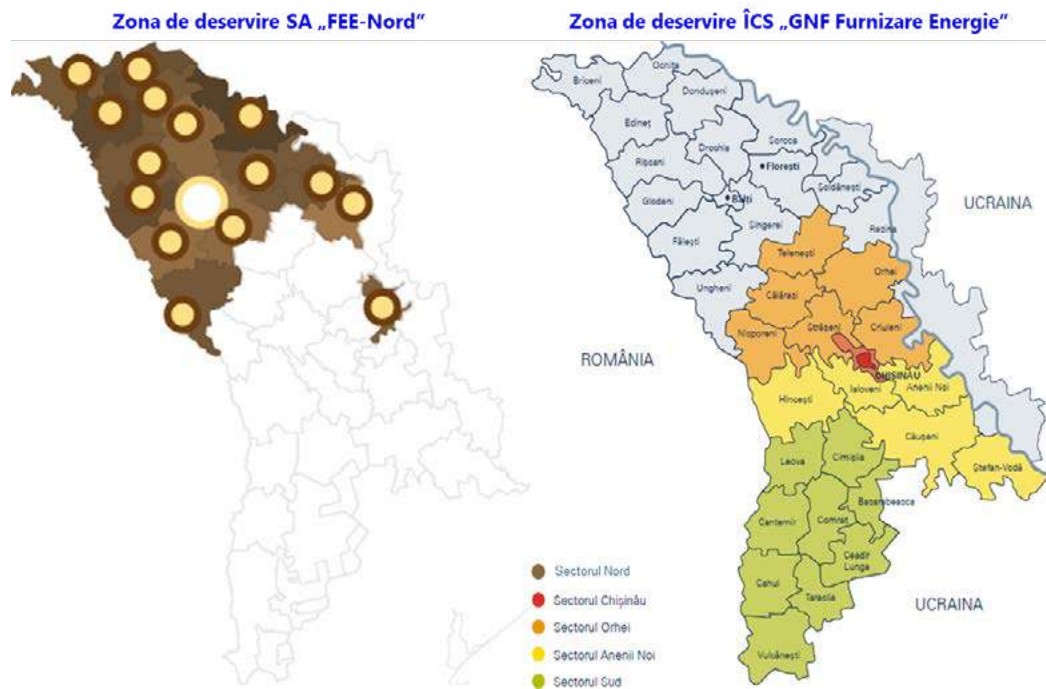 Zona de deservire SA „FEE-Nord”
Zona de deservire ÎCS „GNF Furnizare Energie”
Ocnița
Briceni
Dondușeni
Edineț
Soroca
Drochia
Rîșcani
Florești
Șoldănești
Glodeni
Bălți
UCRAINA
Sîngerei
Rezina
Fălești
Telenești
Orhei
Ungheni
Călărași
Strășeni
Criuleni
Nisporeni
ROMÂNIA
CHIȘINĂU
Ialoveni
Anenii Noi
Hîncești
Căușeni
Ștefan-Vodă
Leova
Cimișlia
Basarabeasca
Cantemir
Comrat
Ceadîr
Lunga
Cahul
Taraclia
UCRAINA
Vulcănești
Sectorul Nord
Sectorul Chișinău
Sectorul Orhei
Sectorul Anenii Noi
Sectorul Sud